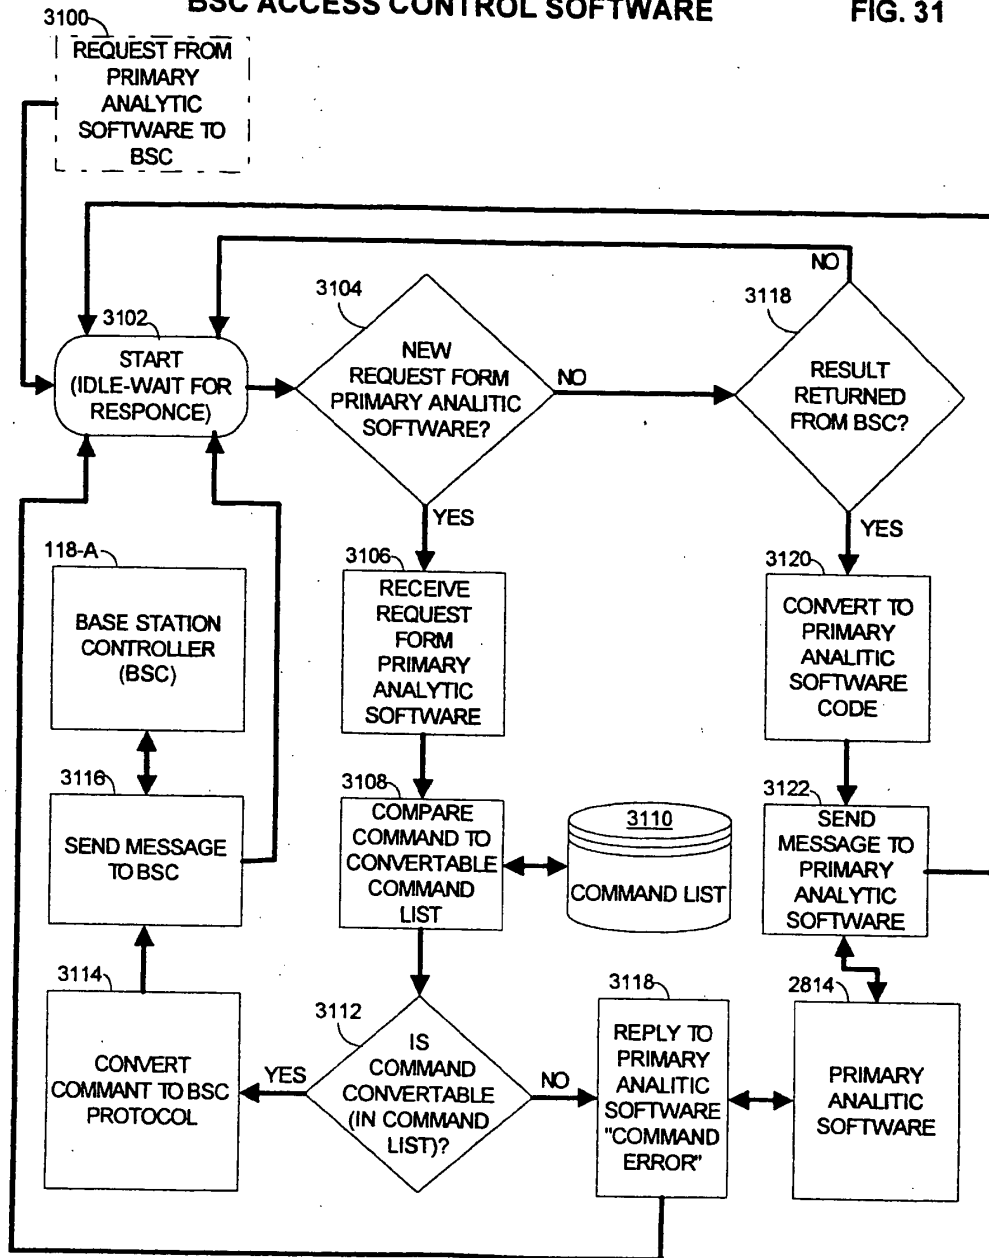 BSC ACCESS CONTROL SOFTWARE
FIG. 31
3100
REQUEST FROM
PRIMARY
ANALYTIC
SOFTWARE TO
BSC
3102
START
(IDLE-WAIT FOR
RESPONCE)
3104
NEW
REQUEST FORM
PRIMARY ANALITIC
SOFTWARE?
NO
YES
3118
RESULT
RETURNED
FROM BSC?
NO
YES
118-A
BASE STATION
CONTROLLER
(BSC)
3106
RECEIVE
REQUEST
FORM
PRIMARY
ANALYTIC
SOFTWARE
3120
CONVERT TO
PRIMARY
ANALITIC
SOFTWARE
CODE
3116
SEND MESSAGE
TO BSC
3108
COMPARE
COMMAND TO
CONVERTABLE
COMMAND
LIST
3110
COMMAND LIST
3122
SEND
MESSAGE TO
PRIMARY
ANALYTIC
SOFTWARE
3114
CONVERT
COMMANT TO BSC
PROTOCOL
3112
IS
COMMAND
CONVERTABLE
(IN COMMAND
LIST)?
YES
NO
3118
REPLY TO
PRIMARY
ANALITIC
SOFTWARE
"COMMAND
ERROR"
2814
PRIMARY
ANALITIC
SOFTWARE